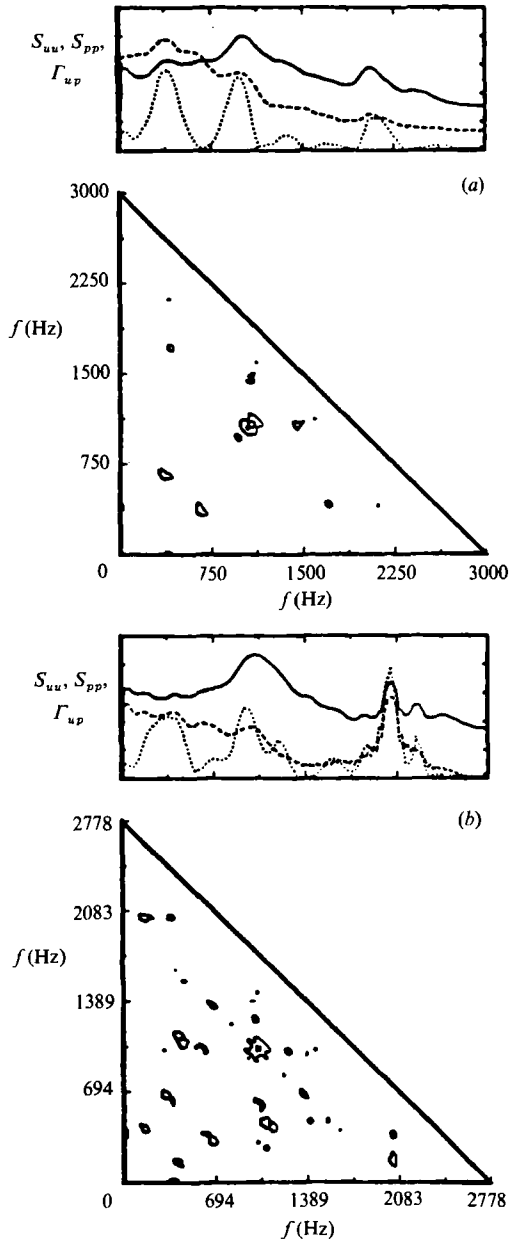 S_uu, S_pp,
Γ_up
(a)
3000
2250
f (Hz)
1500
750
0 750 1500 2250 3000
f (Hz)
S_uu, S_pp,
Γ_up
(b)
2778
2083
f (Hz)
1389
694
0 694 1389 2083 2778
f (Hz)